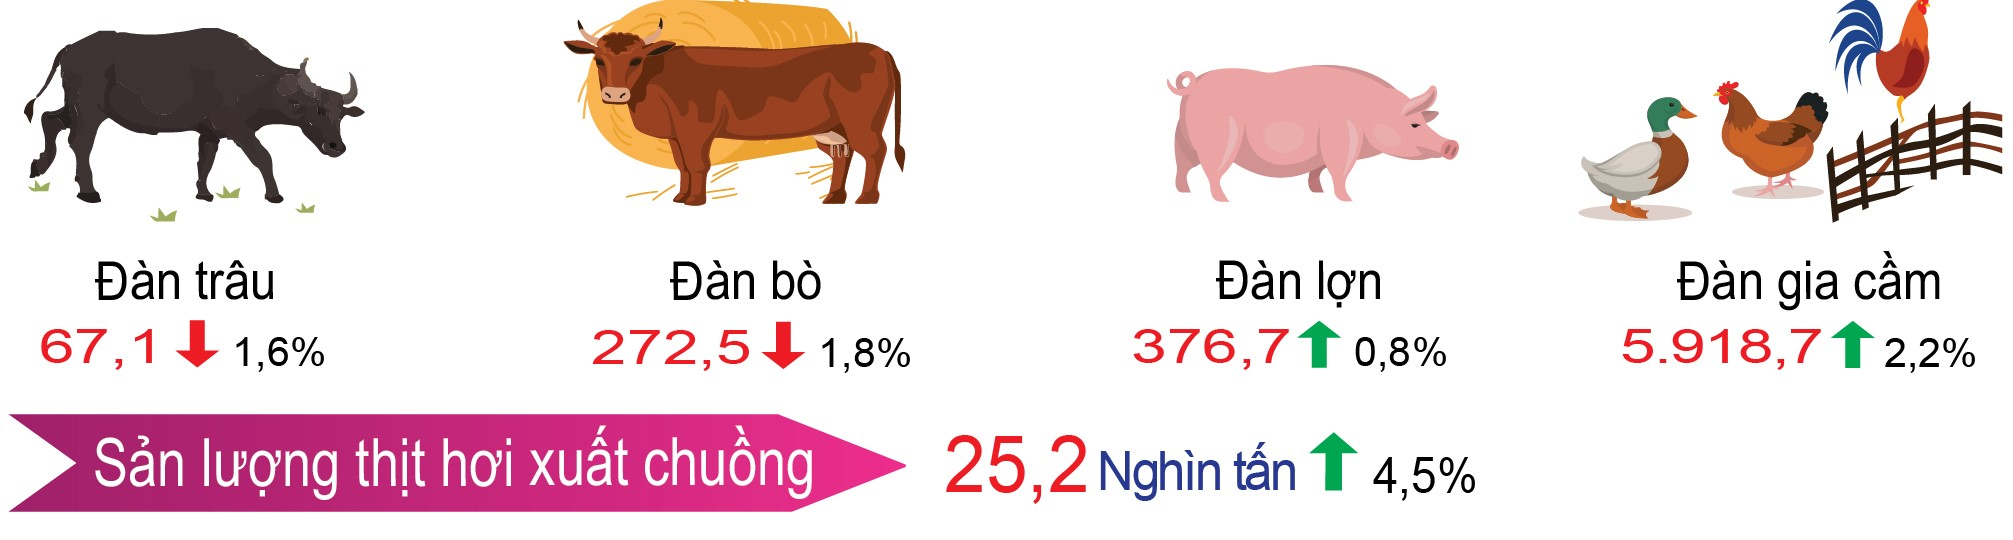 Đàn trâu
67,1 1,6%
Đàn bò
272,5 1,8%
Đàn lợn
376,7 0,8%
Đàn gia cầm
5.918,7 2,2%
Sản lượng thịt hơi xuất chuồng
25,2 Nghìn tấn 4,5%